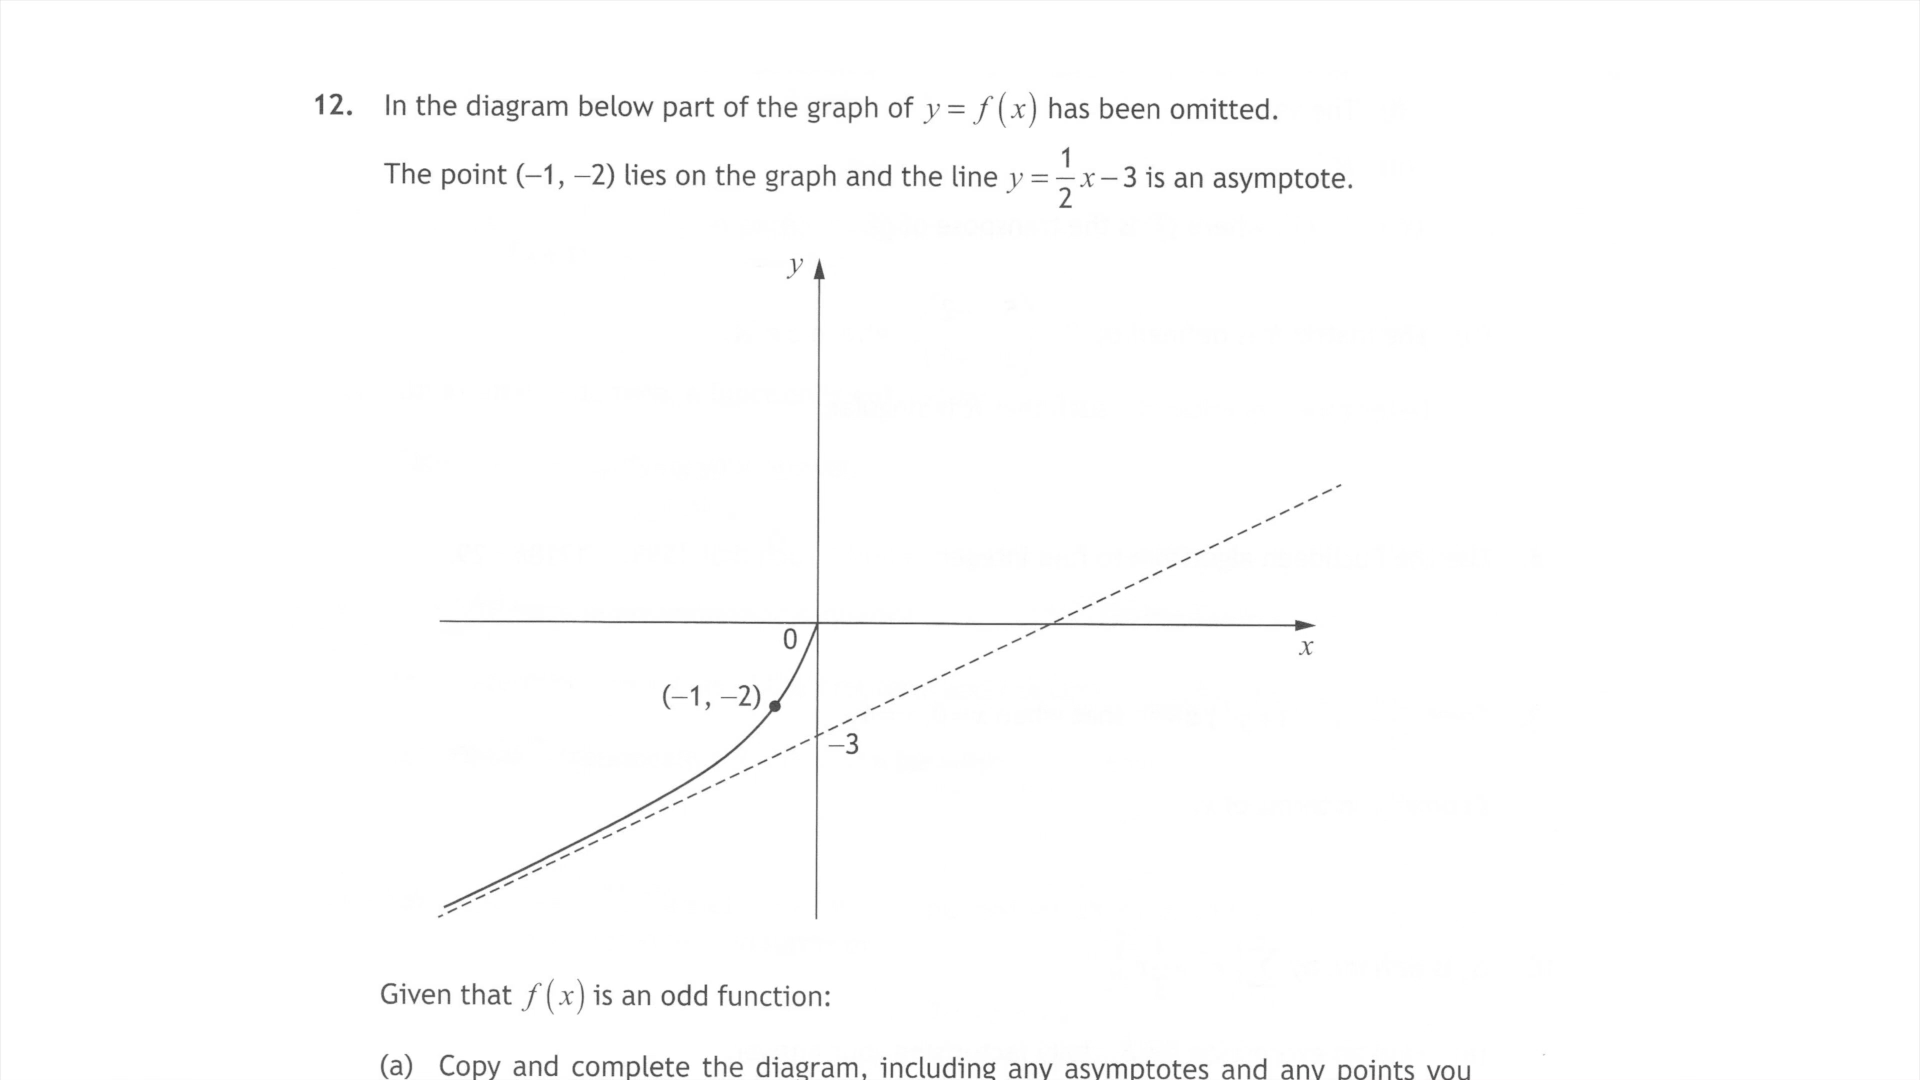 12. In the diagram below part of the graph of y = f(x) has been omitted.
The point (–1, –2) lies on the graph and the line y = 1/2 x – 3 is an asymptote.
y
0
x
(–1, –2)
–3
Given that f(x) is an odd function:
(a) Copy and complete the diagram, including any asymptotes and any points you